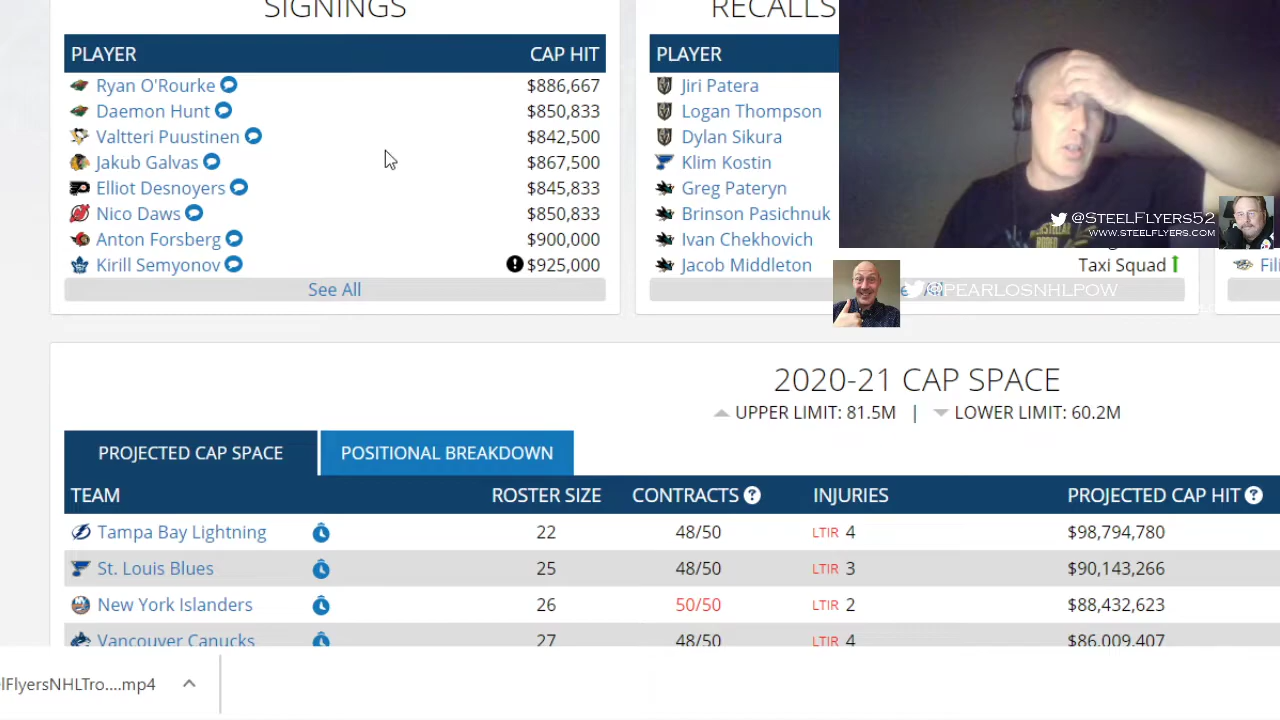 SIGNINGS
PLAYER CAP HIT
Ryan O'Rourke $886,667
Daemon Hunt $850,833
Valtteri Puustinen $842,500
Jakub Galvas $867,500
Elliot Desnoyers $845,833
Nico Daws $850,833
Anton Forsberg $900,000
Kirill Semyonov $925,000
See All
RECALLS
PLAYER
Jiri Patera
Logan Thompson
Dylan Sikura
Klim Kostin
Greg Pateryn
Brinson Pasichnuk
Ivan Chekhovich
Jacob Middleton Taxi Squad
@STEELFLYERS52
WWW.STEELFLYERS.COM
@PEARLOSNHLPOW
2020-21 CAP SPACE
UPPER LIMIT: 81.5M | LOWER LIMIT: 60.2M
PROJECTED CAP SPACE POSITIONAL BREAKDOWN
TEAM ROSTER SIZE CONTRACTS ? INJURIES PROJECTED CAP HIT ?
Tampa Bay Lightning 22 48/50 LTIR 4 $98,794,780
St. Louis Blues 25 48/50 LTIR 3 $90,143,266
New York Islanders 26 50/50 LTIR 2 $88,432,623
Vancouver Canucks 27 48/50 LTIR 4 $86,009,407
lFlyersNHLTro....mp4